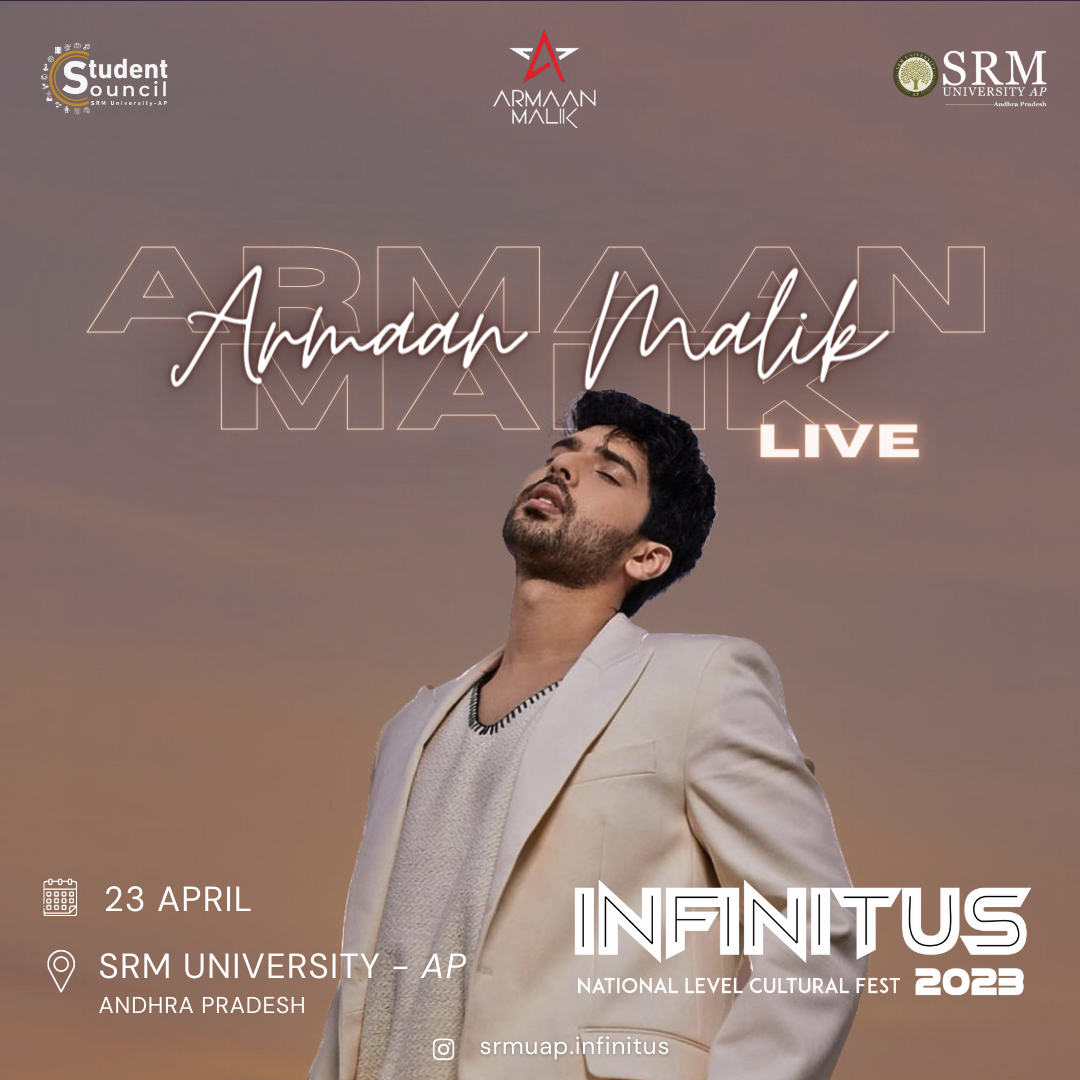 Student
Council
SRM University-AP
ARMAAN
MALIK
SRM
UNIVERSITY AP
Andhra Pradesh
ARMAAN
MALIK
Armaan Malik
LIVE
23 APRIL
SRM UNIVERSITY – AP
ANDHRA PRADESH
INFINITUS
NATIONAL LEVEL CULTURAL FEST 2023
srmuap.infinitus